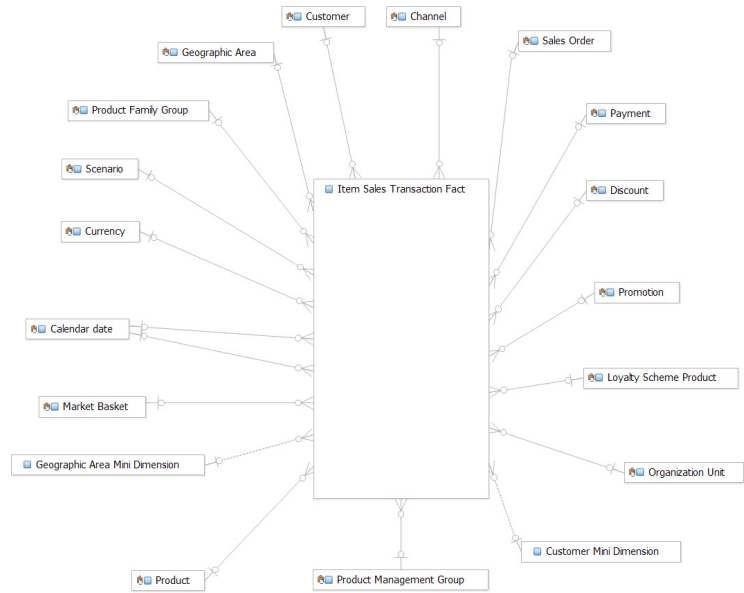 Customer
Channel
Sales Order
Geographic Area
Product Family Group
Payment
Scenario
Item Sales Transaction Fact
Discount
Currency
Promotion
Calendar date
Loyalty Scheme Product
Market Basket
Geographic Area Mini Dimension
Organization Unit
Customer Mini Dimension
Product
Product Management Group